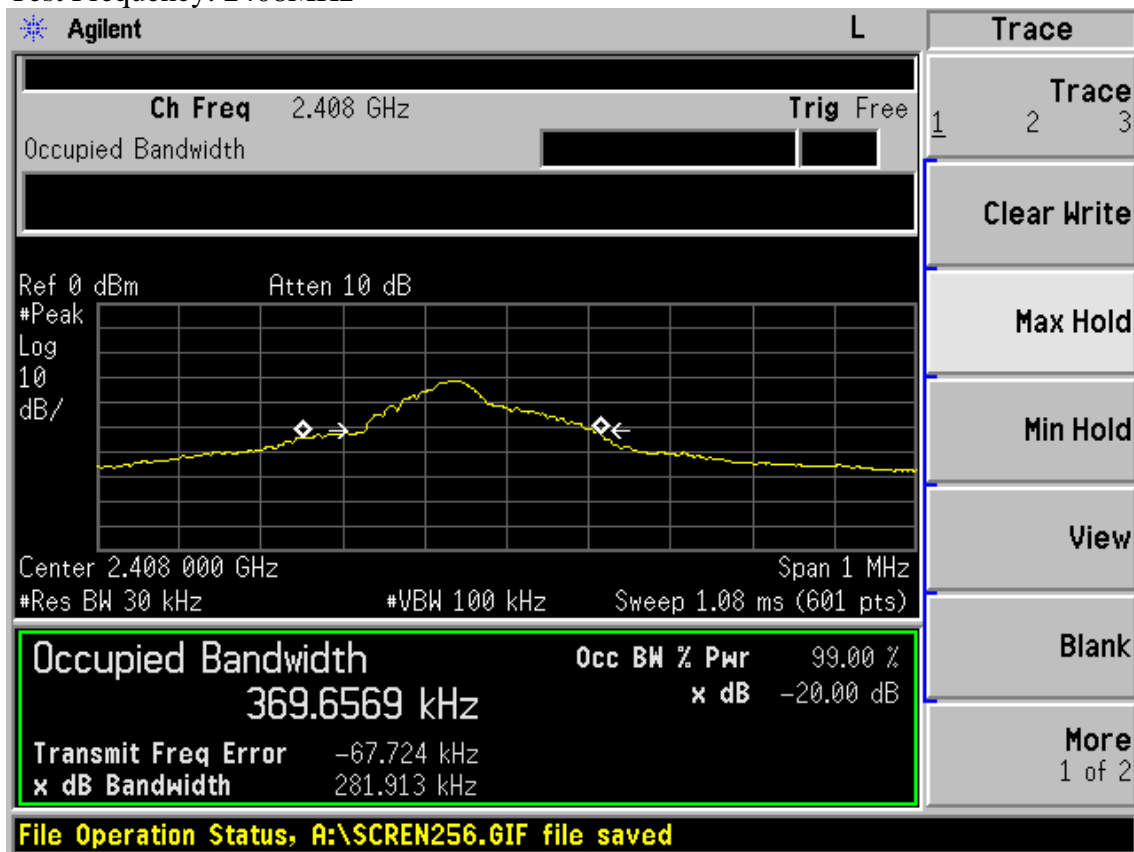 Agilent L Trace
Ch Freq 2.408 GHz Trig Free
Occupied Bandwidth
Trace
1 2 3
Clear Write
Max Hold
Min Hold
View
Blank
More
1 of 2
Ref 0 dBm Atten 10 dB
#Peak
Log
10
dB/
Center 2.408 000 GHz Span 1 MHz
#Res BW 30 kHz #VBW 100 kHz Sweep 1.08 ms (601 pts)
Occupied Bandwidth Occ BW % Pwr 99.00 %
369.6569 kHz x dB -20.00 dB
Transmit Freq Error -67.724 kHz
x dB Bandwidth 281.913 kHz
File Operation Status, A:\SCREN256.GIF file saved